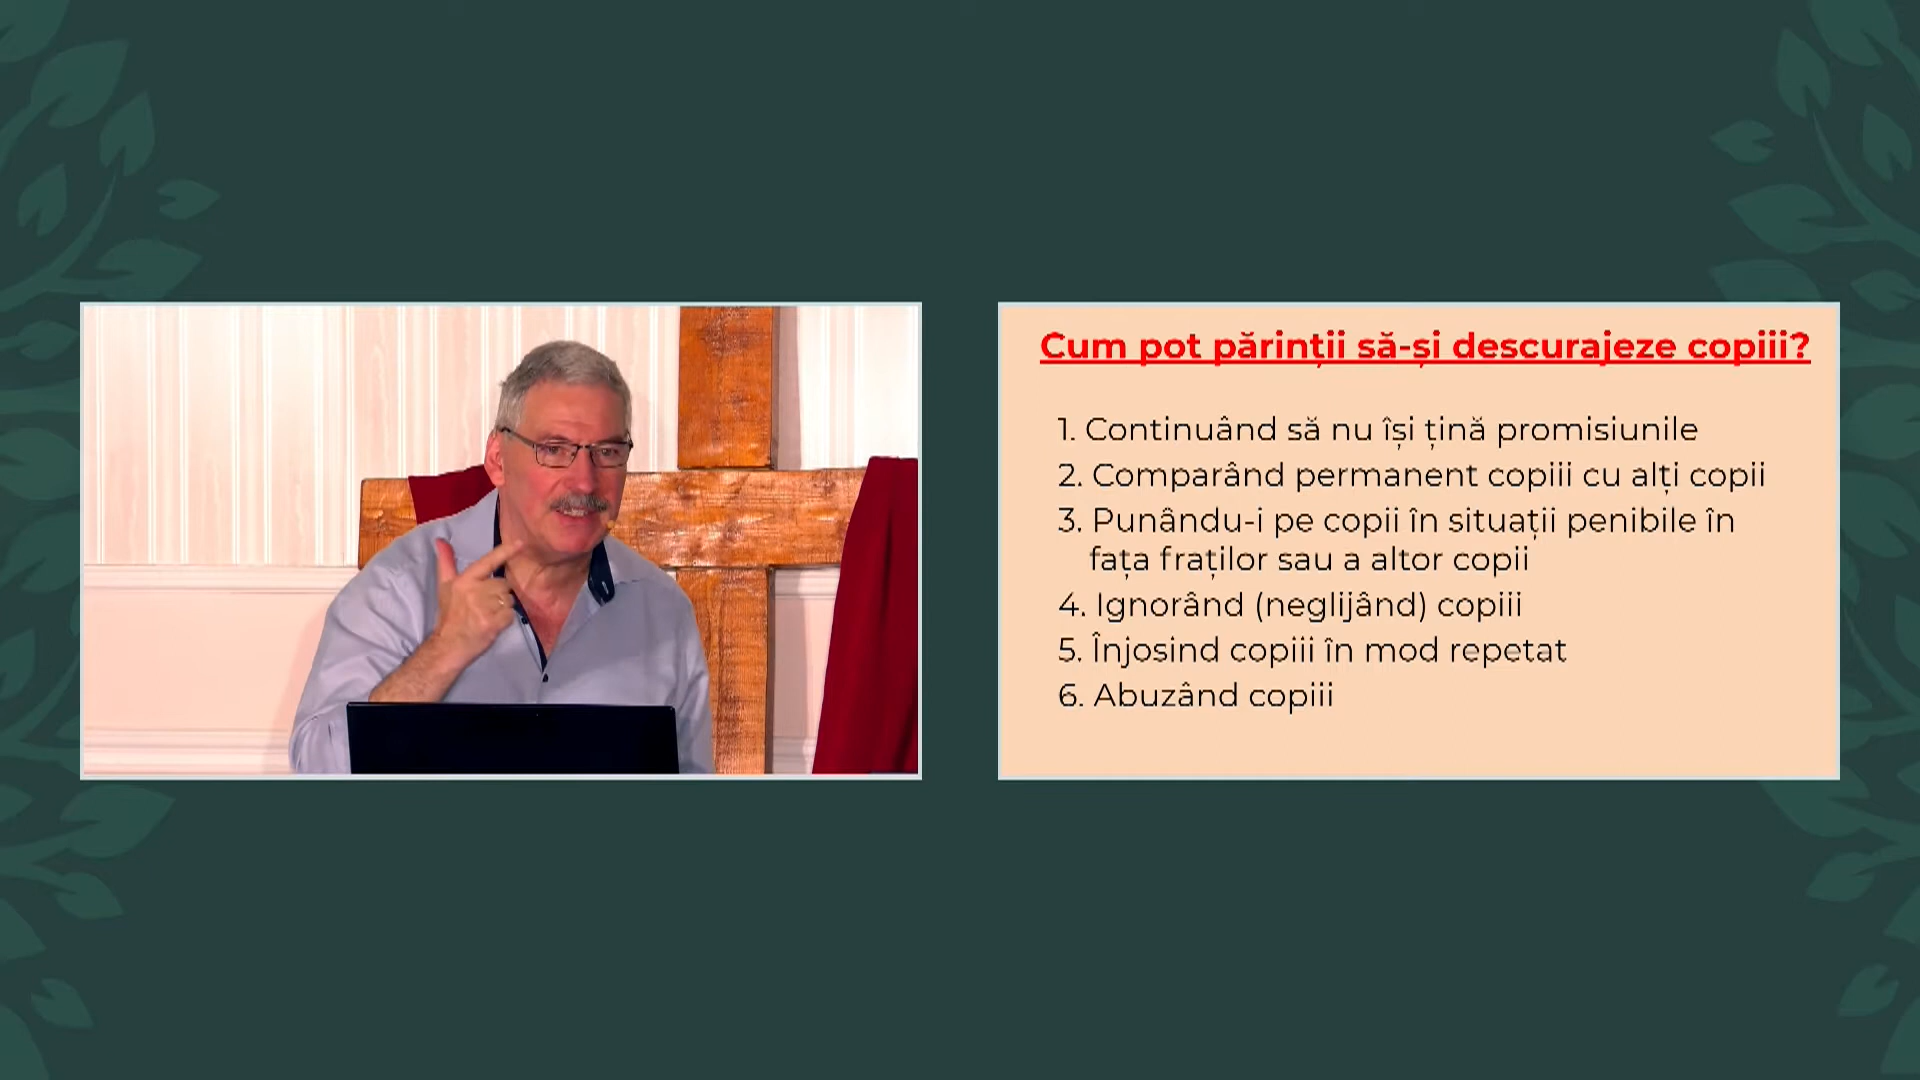 Cum pot părinții să-și descurajeze copiii?
1. Continuând să nu își țină promisiunile
2. Comparând permanent copiii cu alți copii
3. Punându-i pe copii în situații penibile în
fața fraților sau a altor copii
4. Ignorând (neglijând) copiii
5. Înjosind copiii în mod repetat
6. Abuzând copiii